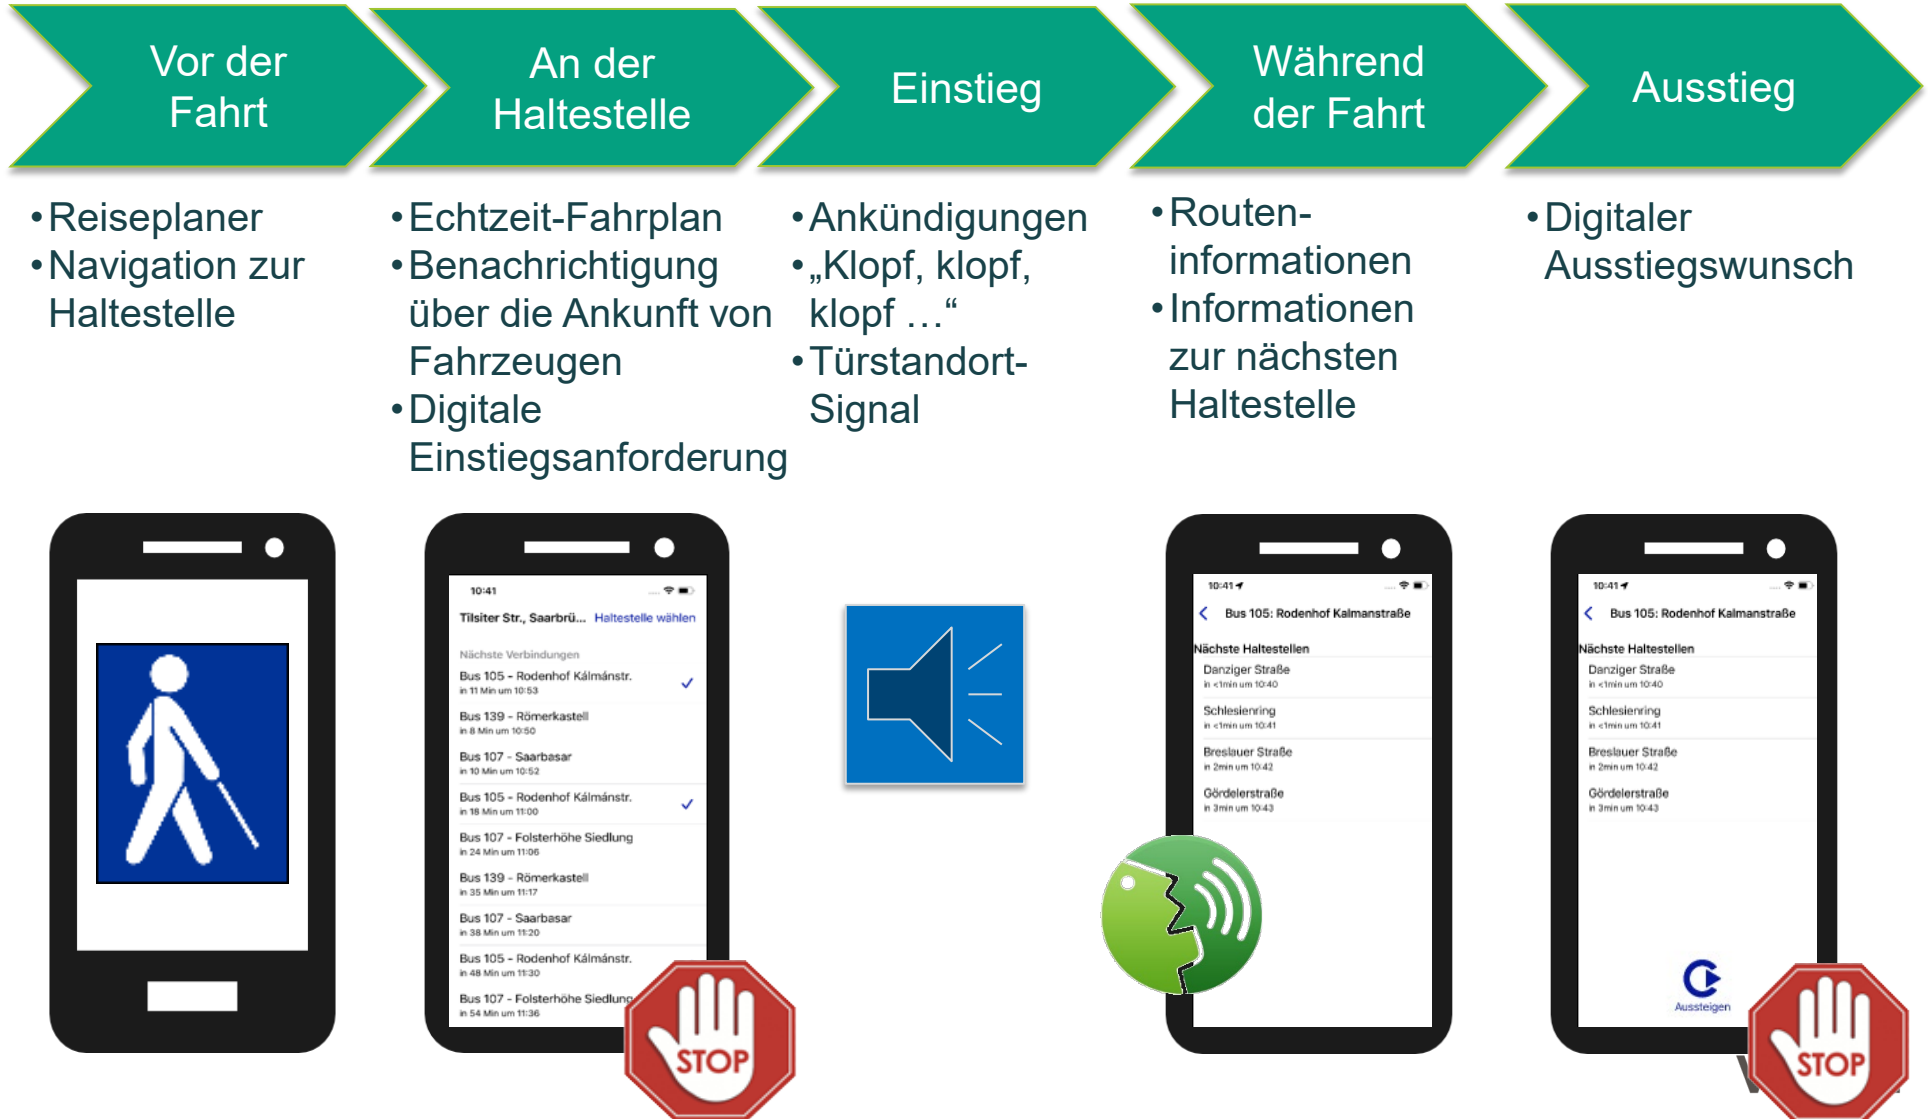 Vor der
Fahrt
An der
Haltestelle
Einstieg
Während
der Fahrt
Ausstieg
•Reiseplaner
•Navigation zur
Haltestelle
•Echtzeit-Fahrplan
•Benachrichtigung
über die Ankunft von
Fahrzeugen
•Digitale
Einstiegsanforderung
•Ankündigungen
•„Klopf, klopf,
klopf …“
•Türstandort-
Signal
•Routen-
informationen
•Informationen
zur nächsten
Haltestelle
•Digitaler
Ausstiegswunsch
10:41
Tilsiter Str., Saarbrü... Haltestelle wählen
Nächste Verbindungen
Bus 105 - Rodenhof Kálmánstr.
in 11 Min um 10:53
Bus 139 - Römerkastell
in 8 Min um 10:50
Bus 107 - Saarbasar
in 10 Min um 10:52
Bus 105 - Rodenhof Kálmánstr.
in 18 Min um 11:00
Bus 107 - Folsterhöhe Siedlung
in 24 Min um 11:06
Bus 139 - Römerkastell
in 35 Min um 11:17
Bus 107 - Saarbasar
in 38 Min um 11:20
Bus 105 - Rodenhof Kálmánstr.
in 48 Min um 11:30
Bus 107 - Folsterhöhe Siedlung
in 54 Min um 11:36
STOP
10:41
Bus 105: Rodenhof Kalmanstraße
Nächste Haltestellen
Danziger Straße
in <1min um 10:40
Schlesienring
in <1min um 10:41
Breslauer Straße
in 2min um 10:42
Gördelerstraße
in 3min um 10:43
10:41
Bus 105: Rodenhof Kalmanstraße
Nächste Haltestellen
Danziger Straße
in <1min um 10:40
Schlesienring
in <1min um 10:41
Breslauer Straße
in 2min um 10:42
Gördelerstraße
in 3min um 10:43
Aussteigen
STOP